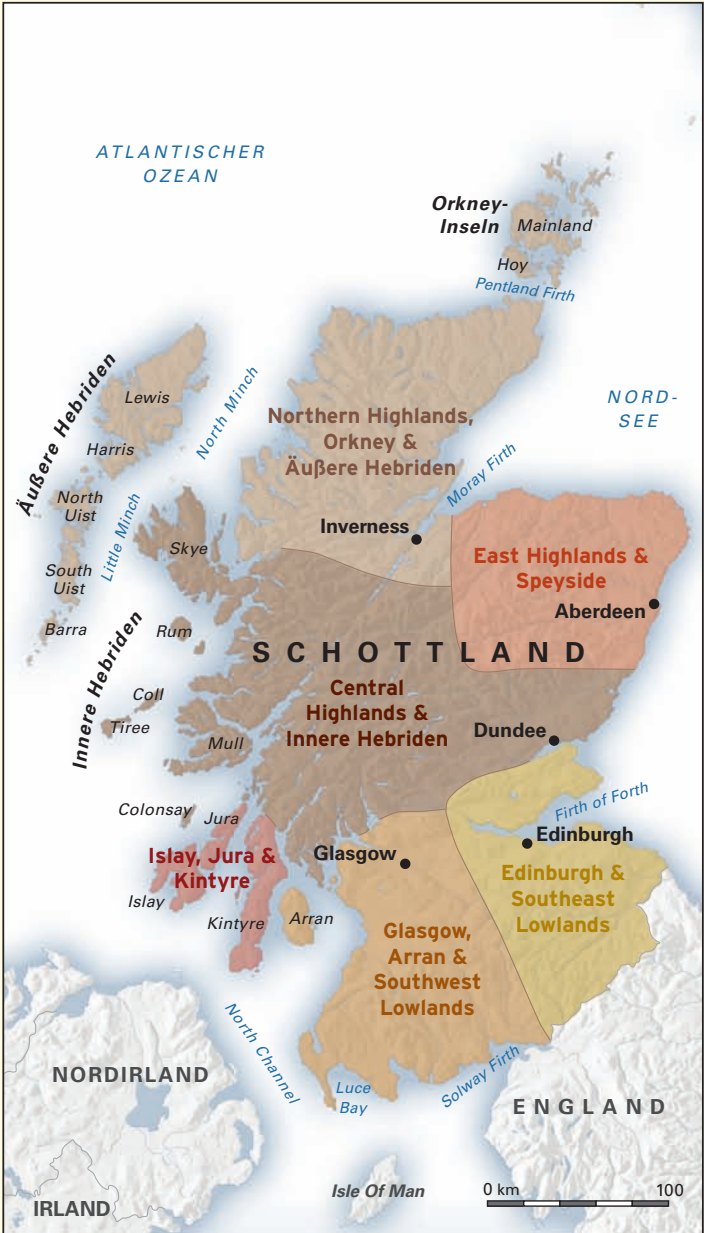 ATLANTISCHER
OZEAN
Orkney-
Inseln
Mainland
Hoy
Pentland Firth
Äußere Hebriden
Lewis
North Minch
NORD-
SEE
Harris
Northern Highlands,
Orkney &
Äußere Hebriden
Moray Firth
North
Uist
Little Minch
Inverness
Skye
South
Uist
East Highlands &
Speyside
Aberdeen
Barra
Rum
SCHOTTLAND
Innere Hebriden
Coll
Tiree
Central
Highlands &
Innere Hebriden
Mull
Dundee
Colonsay
Jura
Firth of Forth
Islay, Jura &
Kintyre
Glasgow
Edinburgh
Islay
Kintyre
Arran
Edinburgh &
Southeast
Lowlands
Glasgow,
Arran &
Southwest
Lowlands
North Channel
NORDIRLAND
Luce
Bay
Solway Firth
ENGLAND
Isle Of Man
0 km
100
IRLAND